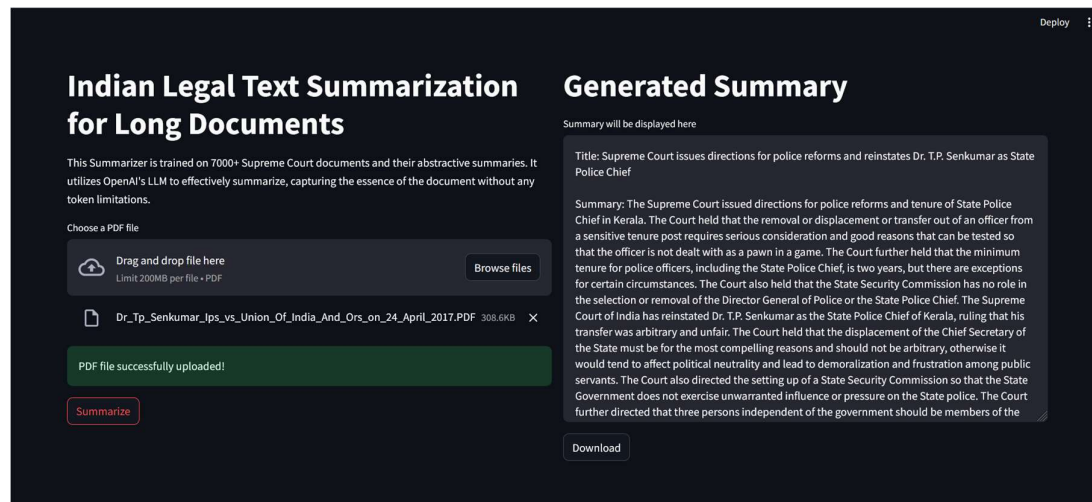 Deploy
Indian Legal Text Summarization
for Long Documents
This Summarizer is trained on 7000+ Supreme Court documents and their abstractive summaries. It
utilizes OpenAI's LLM to effectively summarize, capturing the essence of the document without any
token limitations.
Choose a PDF file
Drag and drop file here
Limit 200MB per file • PDF
Browse files
Dr_Tp_Senkumar_Ips_vs_Union_Of_India_And_Ors_on_24_April_2017.PDF 308.6KB
PDF file successfully uploaded!
Summarize
Generated Summary
Summary will be displayed here
Title: Supreme Court issues directions for police reforms and reinstates Dr. T.P. Senkumar as State
Police Chief
Summary: The Supreme Court issued directions for police reforms and tenure of State Police
Chief in Kerala. The Court held that the removal or displacement or transfer out of an officer from
a sensitive tenure post requires serious consideration and good reasons that can be tested so
that the officer is not dealt with as a pawn in a game. The Court further held that the minimum
tenure for police officers, including the State Police Chief, is two years, but there are exceptions
for certain circumstances. The Court also held that the State Security Commission has no role in
the selection or removal of the Director General of Police or the State Police Chief. The Supreme
Court of India has reinstated Dr. T.P. Senkumar as the State Police Chief of Kerala, ruling that his
transfer was arbitrary and unfair. The Court held that the displacement of the Chief Secretary of
the State must be for the most compelling reasons and should not be arbitrary, otherwise it
would tend to affect political neutrality and lead to demoralization and frustration among public
servants. The Court also directed the setting up of a State Security Commission so that the State
Government does not exercise unwarranted influence or pressure on the State police. The Court
further directed that three persons independent of the government should be members of the
Download